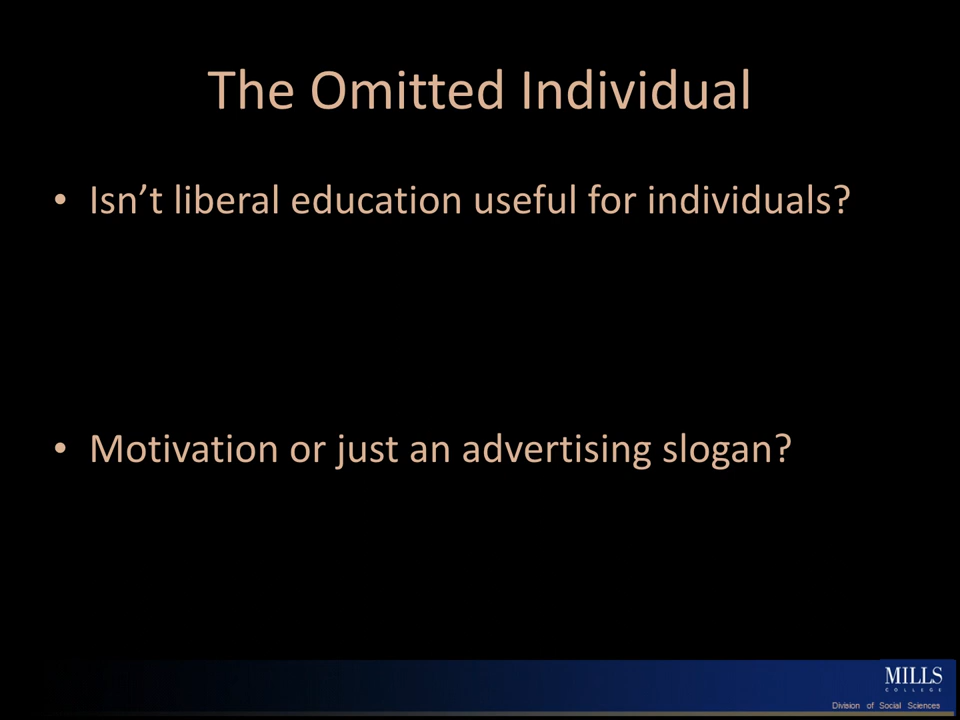 The Omitted Individual
• Isn’t liberal education useful for individuals?
• Motivation or just an advertising slogan?
MILLS
COLLEGE
Division of Social Sciences